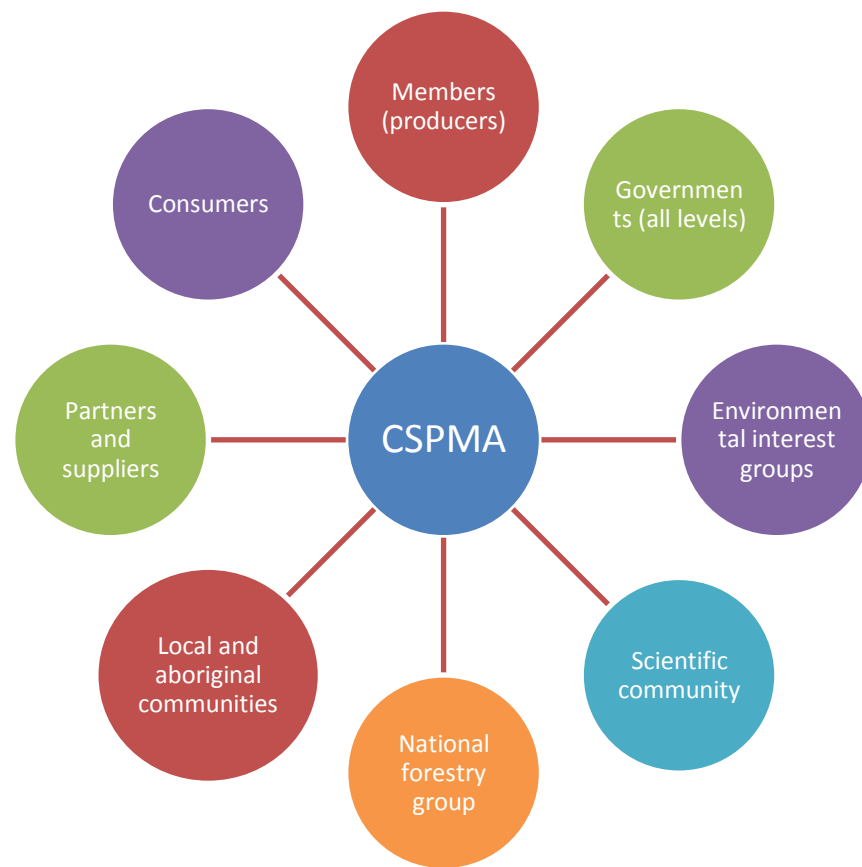 Members
(producers)
Governmen
ts (all levels)
Environmen
tal interest
groups
Scientific
community
National
forestry
group
Local and
aboriginal
communities
Partners
and
suppliers
Consumers
CSPMA